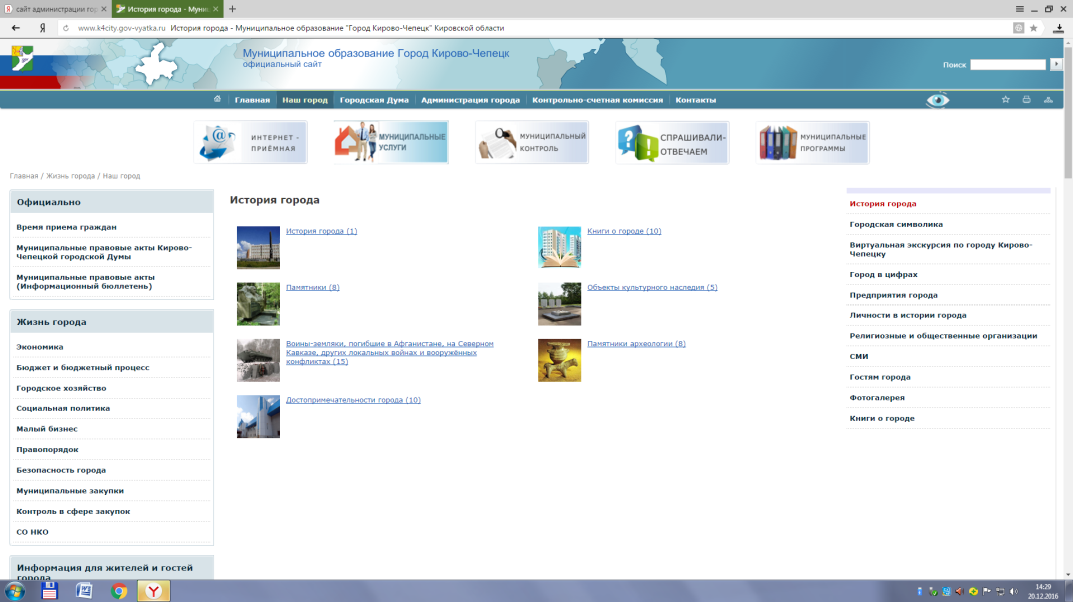 сайт администрации гор
История города - Муни
www.k4city.gov-vyatka.ru История города - Муниципальное образование "Город Кирово-Чепецк" Кировской области
Муниципальное образование Город Кирово-Чепецк
официальный сайт
Поиск
Главная
Наш город
Городская Дума
Администрация города
Контрольно-счетная комиссия
Контакты
ИНТЕРНЕТ -
ПРИЁМНАЯ
МУНИЦИПАЛЬНЫЕ
УСЛУГИ
МУНИЦИПАЛЬНЫЙ
КОНТРОЛЬ
СПРАШИВАЛИ-
ОТВЕЧАЕМ
МУНИЦИПАЛЬНЫЕ
ПРОГРАММЫ
Главная / Жизнь города / Наш город
Официально
Время приема граждан
Муниципальные правовые акты Кирово-
Чепецкой городской Думы
Муниципальные правовые акты
(Информационный бюллетень)
Жизнь города
Экономика
Бюджет и бюджетный процесс
Городское хозяйство
Социальная политика
Малый бизнес
Правопорядок
Безопасность города
Муниципальные закупки
Контроль в сфере закупок
СО НКО
Информация для жителей и гостей
города
История города
История города (1)
Книги о городе (10)
Памятники (8)
Объекты культурного наследия (5)
Воины-земляки, погибшие в Афганистане, на Северном
Кавказе, других локальных войнах и вооружённых
конфликтах (15)
Памятники археологии (8)
Достопримечательности города (10)
История города
Городская символика
Виртуальная экскурсия по городу Кирово-
Чепецку
Город в цифрах
Предприятия города
Личности в истории города
Религиозные и общественные организации
СМИ
Гостям города
Фотогалерея
Книги о городе
14:29
20.12.2016